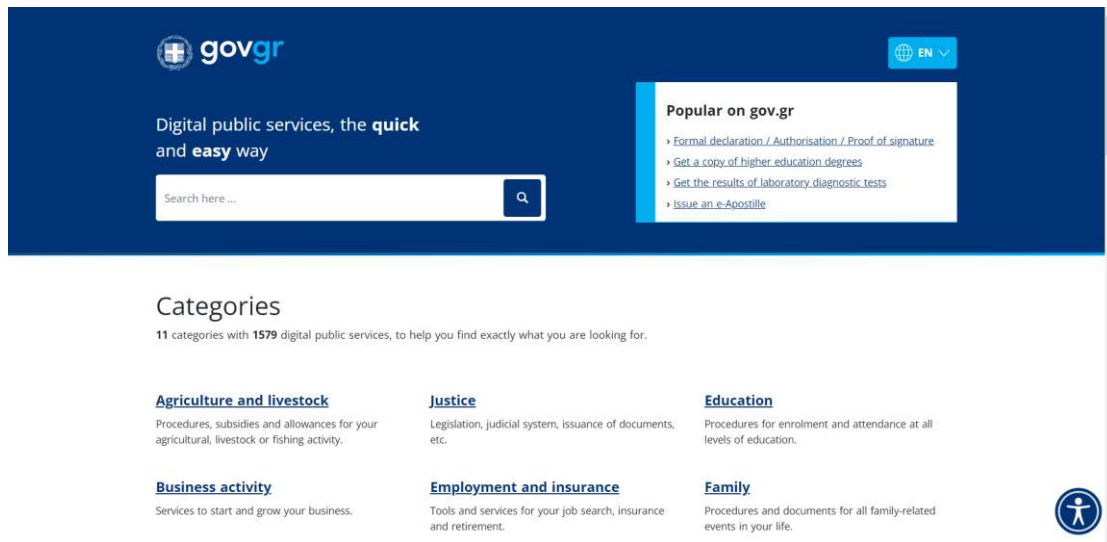 govgr
EN
Digital public services, the quick
and easy way
Search here ...
Popular on gov.gr
› Formal declaration / Authorisation / Proof of signature
› Get a copy of higher education degrees
› Get the results of laboratory diagnostic tests
› Issue an e-Apostille
Categories
11 categories with 1579 digital public services, to help you find exactly what you are looking for.
Agriculture and livestock
Procedures, subsidies and allowances for your
agricultural, livestock or fishing activity.
Justice
Legislation, judicial system, issuance of documents,
etc.
Education
Procedures for enrolment and attendance at all
levels of education.
Business activity
Services to start and grow your business.
Employment and insurance
Tools and services for your job search, insurance
and retirement.
Family
Procedures and documents for all family-related
events in your life.